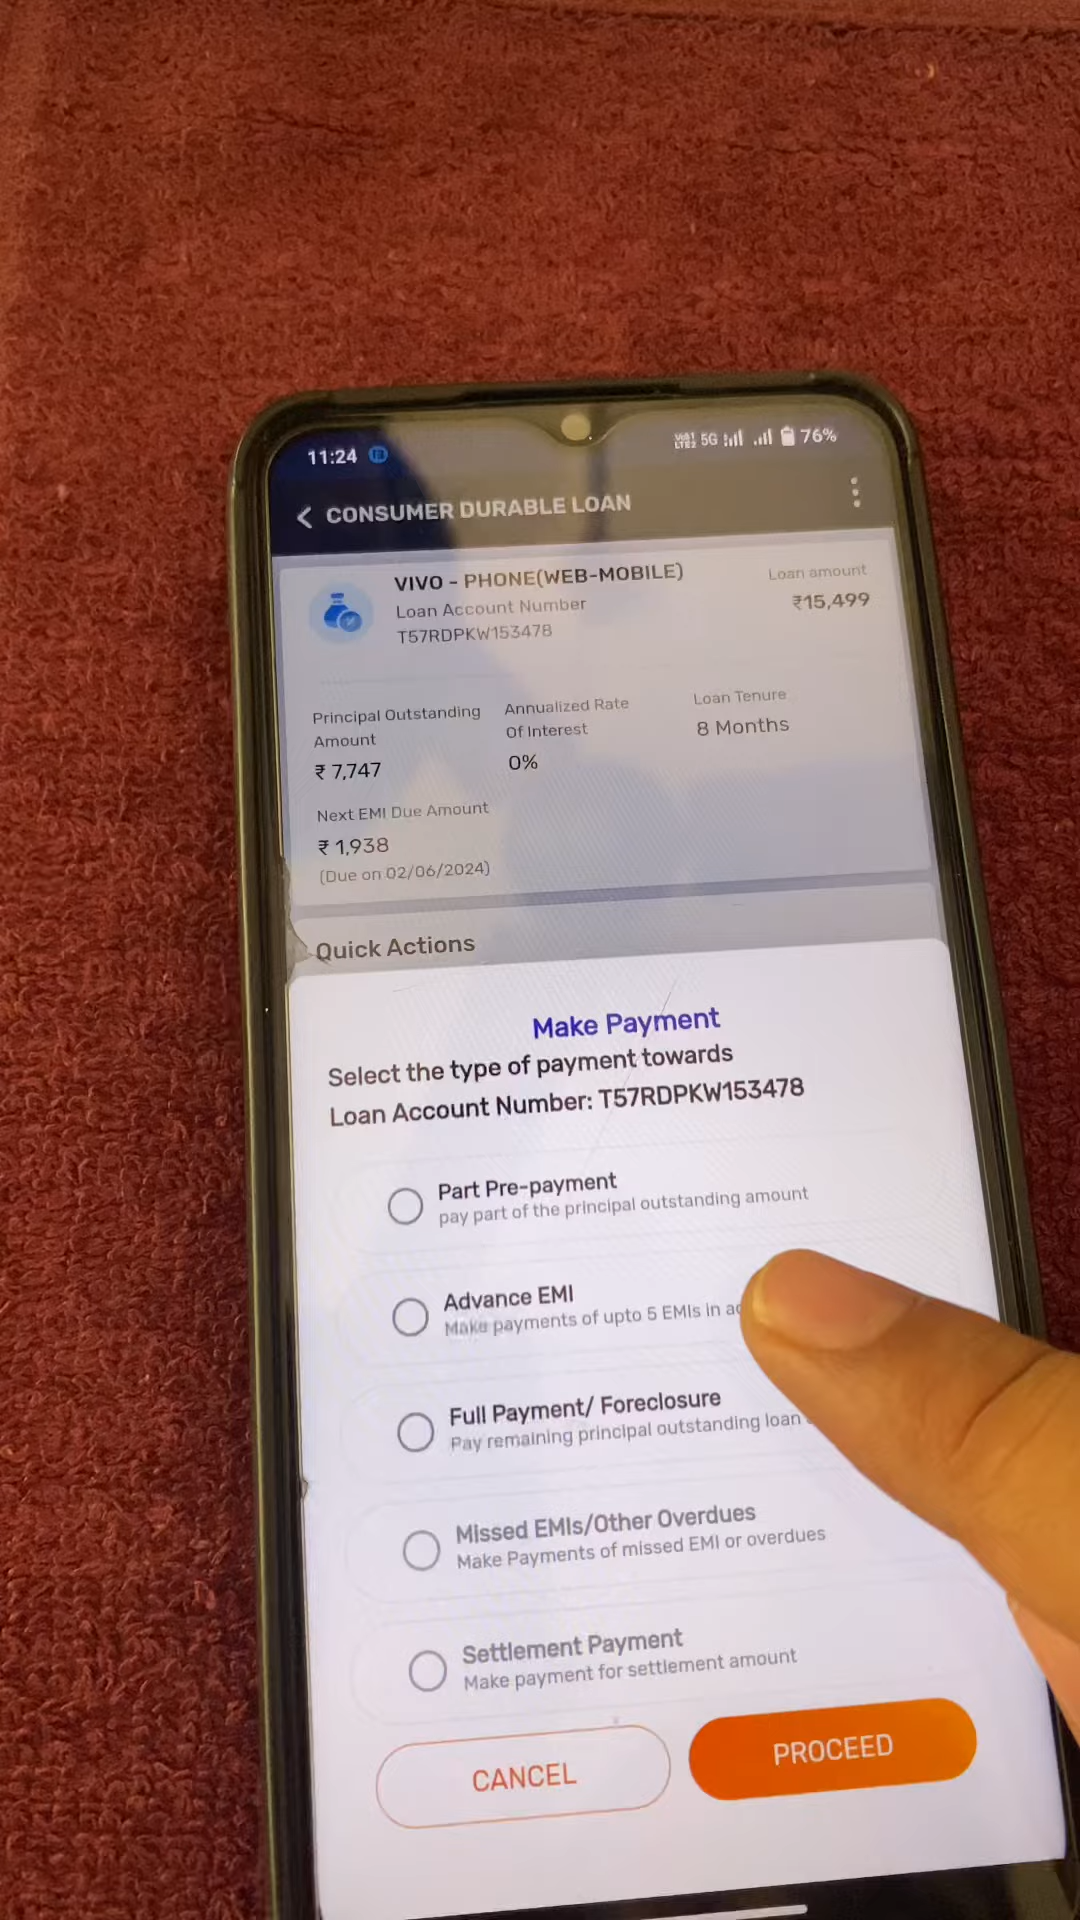 11:24
5G
76%
CONSUMER DURABLE LOAN
VIVO - PHONE(WEB-MOBILE)
Loan amount
Loan Account Number
₹15,499
T57RDPKW153478
Principal Outstanding
Amount
₹ 7,747
Annualized Rate
Of Interest
0%
Loan Tenure
8 Months
Next EMI Due Amount
₹ 1,938
(Due on 02/06/2024)
Quick Actions
Make Payment
Select the type of payment towards
Loan Account Number: T57RDPKW153478
Part Pre-payment
pay part of the principal outstanding amount
Advance EMI
Make payments of upto 5 EMIs in
Full Payment/ Foreclosure
Pay remaining principal outstanding loan
Missed EMIs/Other Overdues
Make Payments of missed EMI or overdues
Settlement Payment
Make payment for settlement amount
CANCEL
PROCEED